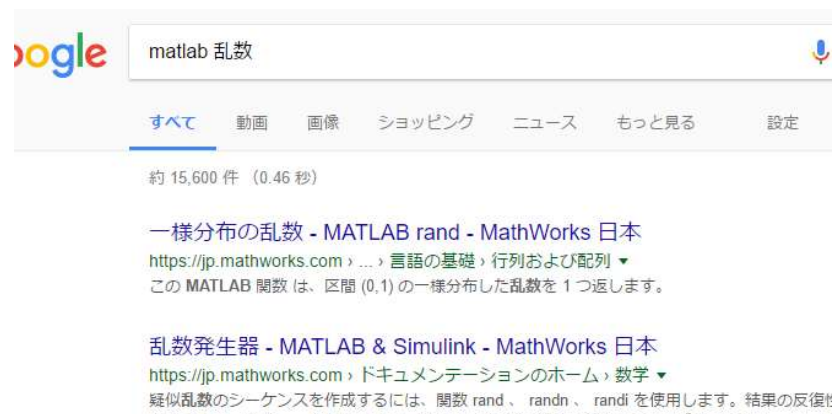 oogle
matlab 乱数
すべて 動画 画像 ショッピング ニュース もっと見る 設定
約 15,600 件 （0.46 秒）
一様分布の乱数 - MATLAB rand - MathWorks 日本
https://jp.mathworks.com › ... › 言語の基礎 › 行列および配列 ▼
この MATLAB 関数 は、区間 (0,1) の一様分布した乱数を 1 つ返します。
乱数発生器 - MATLAB & Simulink - MathWorks 日本
https://jp.mathworks.com › ドキュメンテーションのホーム › 数学 ▼
疑似乱数のシーケンスを作成するには、関数 rand 、 randn 、 randi を使用します。結果の反復性